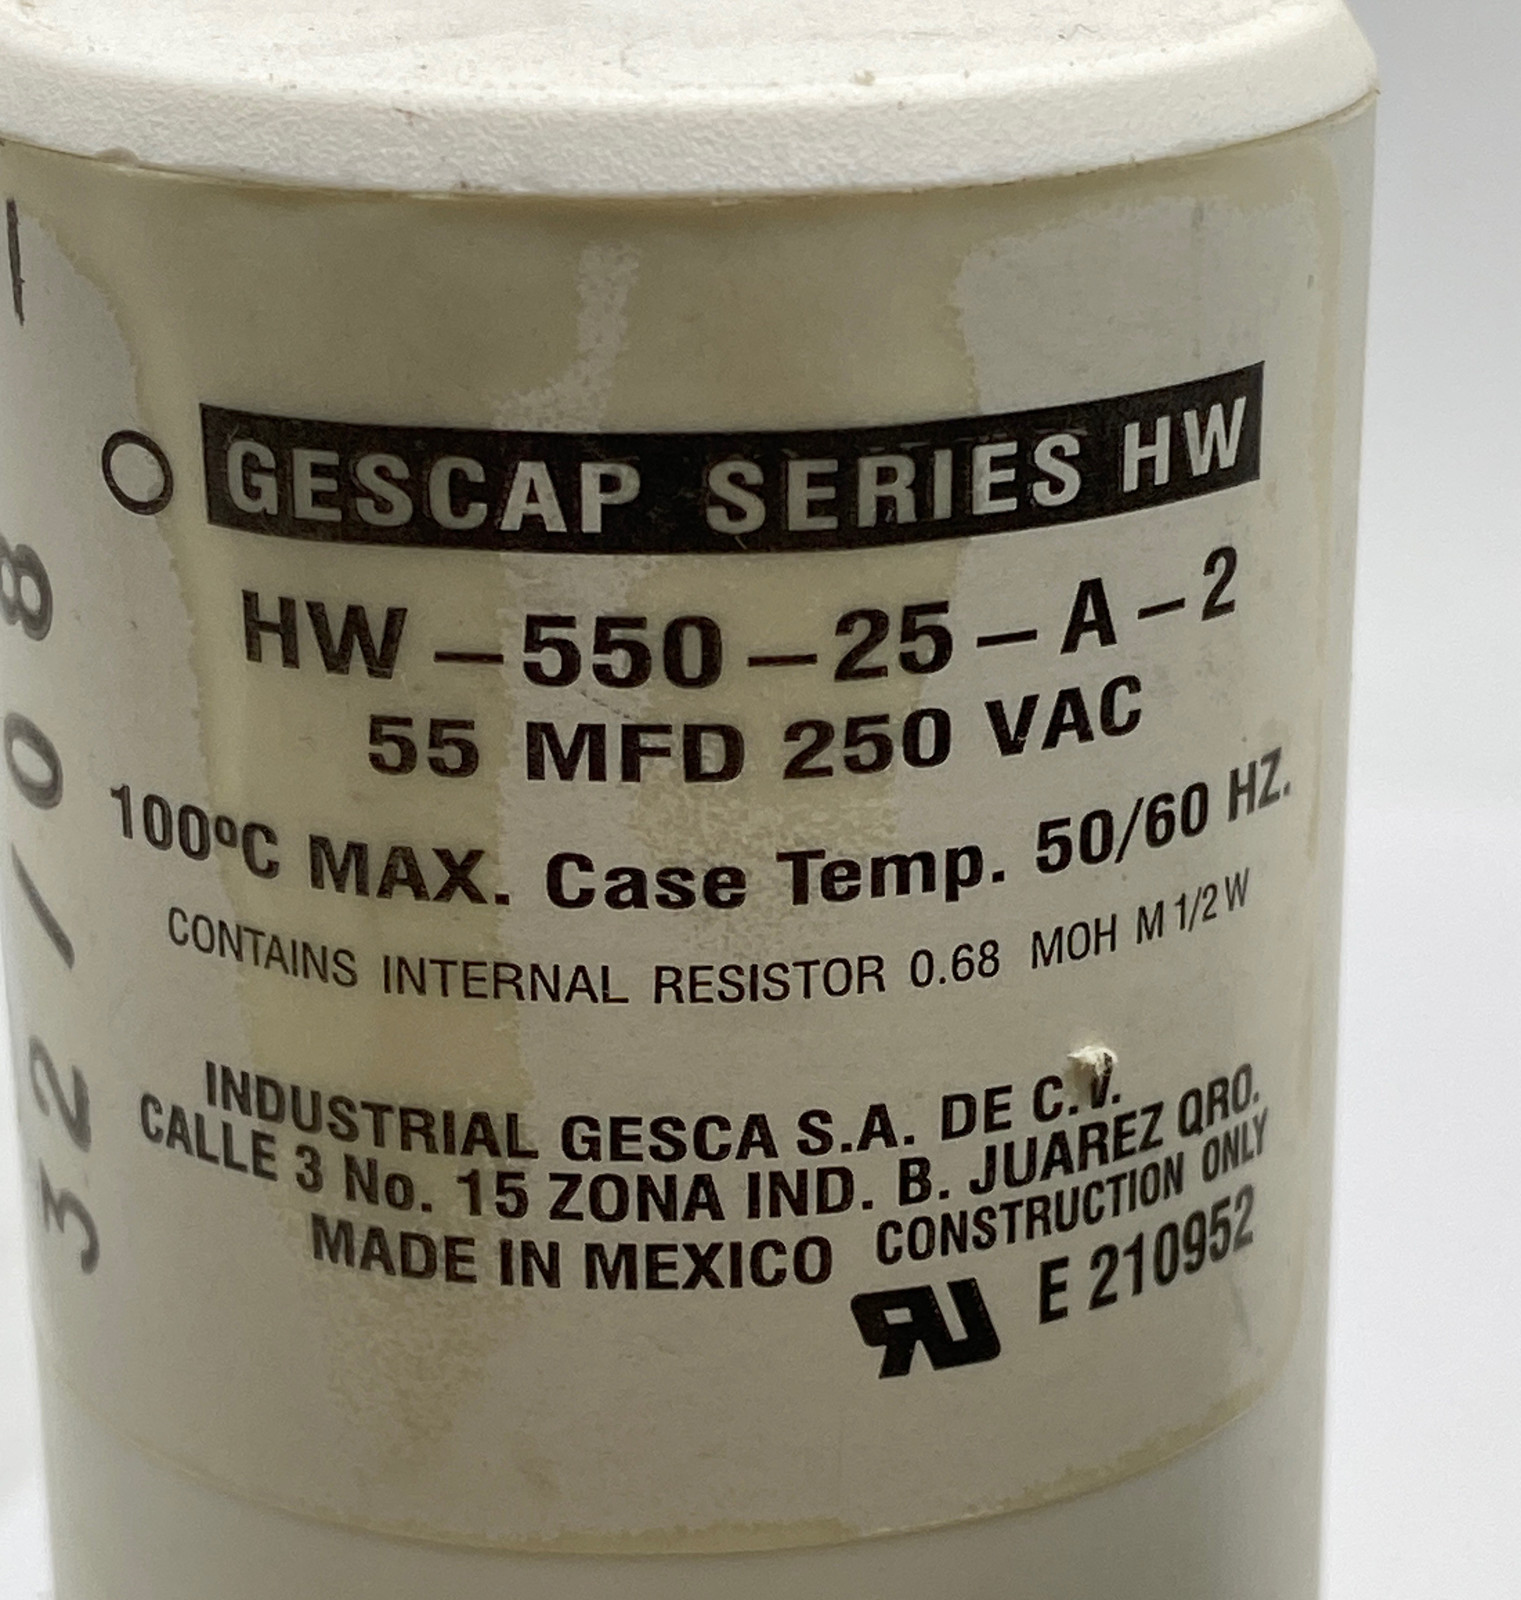 GESCAP SERIES HW
HW-550-25-A-2
55 MFD 250 VAC
100ºC MAX. Case Temp. 50/60 HZ.
CONTAINS INTERNAL RESISTOR 0.68 MOH M 1/2 W
INDUSTRIAL GESCA S.A. DE C.V.
CALLE 3 No. 15 ZONA IND. B. JUAREZ QRO.
MADE IN MEXICO CONSTRUCTION ONLY
E 210952
32/08
O